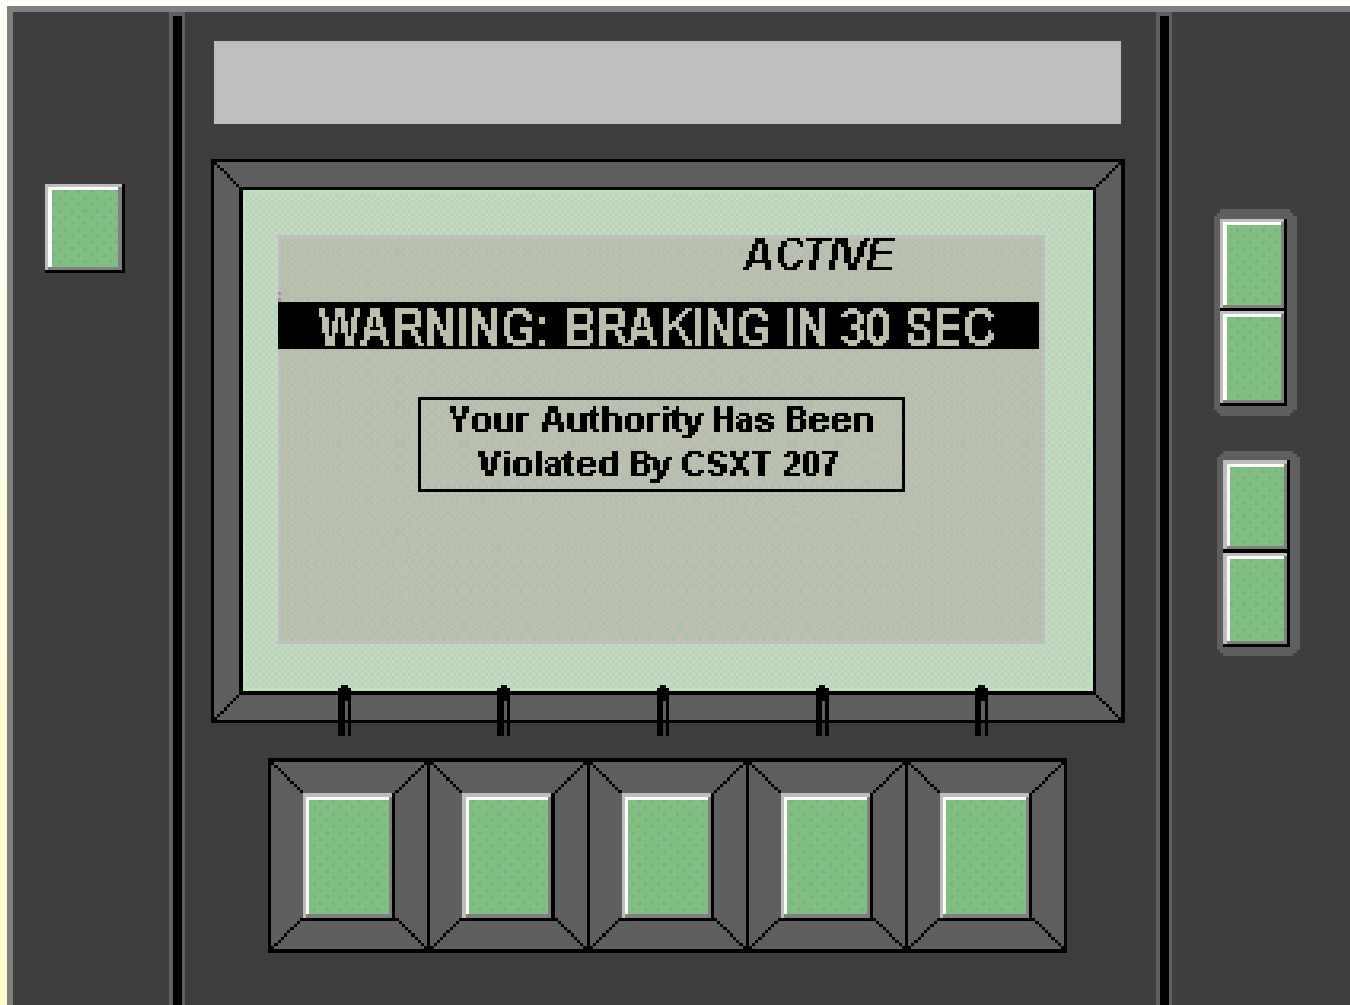 ACTIVE
WARNING: BRAKING IN 30 SEC
Your Authority Has Been
Violated By CSXT 207